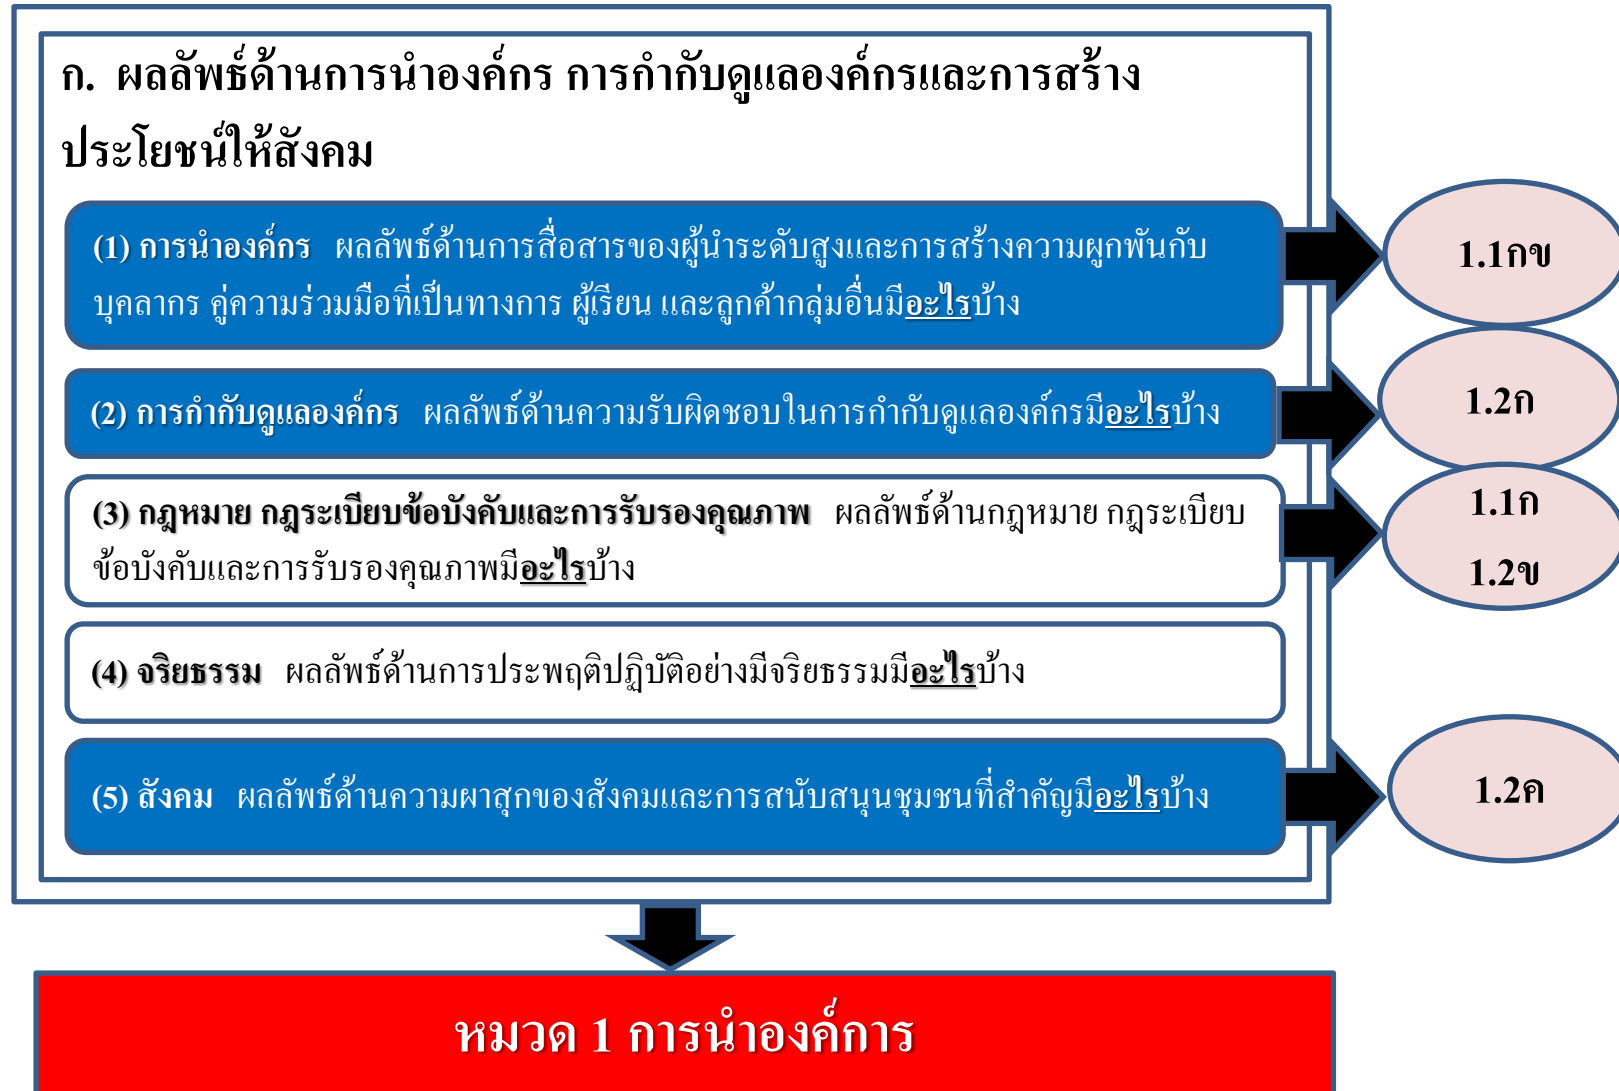 ก. ผลลัพธ์ด้านการนำองค์กร การกำกับดูแลองค์กรและการสร้าง
ประโยชน์ให้สังคม
(1) การนำองค์กร ผลลัพธ์ด้านการสื่อสารของผู้นำระดับสูงและการสร้างความผูกพันกับ
บุคลากร คู่ความร่วมมือที่เป็นทางการ ผู้เรียน และลูกค้ากลุ่มอื่นมีอะไรบ้าง
1.1กข
(2) การกำกับดูแลองค์กร ผลลัพธ์ด้านความรับผิดชอบในการกำกับดูแลองค์กรมีอะไรบ้าง
1.2ก
(3) กฎหมาย กฎระเบียบข้อบังคับและการรับรองคุณภาพ ผลลัพธ์ด้านกฎหมาย กฎระเบียบ
ข้อบังคับและการรับรองคุณภาพมีอะไรบ้าง
1.1ก
1.2ข
(4) จริยธรรม ผลลัพธ์ด้านการประพฤติปฏิบัติอย่างมีจริยธรรมมีอะไรบ้าง
(5) สังคม ผลลัพธ์ด้านความผาสุกของสังคมและการสนับสนุนชุมชนที่สำคัญมีอะไรบ้าง
1.2ค
หมวด 1 การนำองค์การ